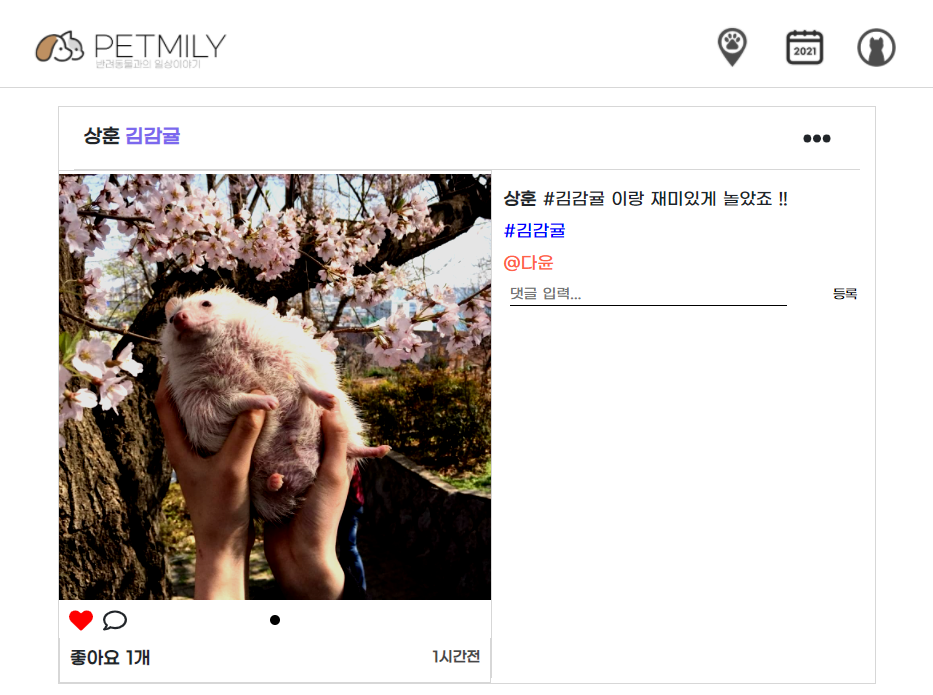 PETMILY
반려동물과의 일상이야기
2021
상훈 김감귤
상훈 #김감귤 이랑 재미있게 놀았죠 !!
#김감귤
@다윤
댓글 입력...
등록
좋아요 1개
1시간전